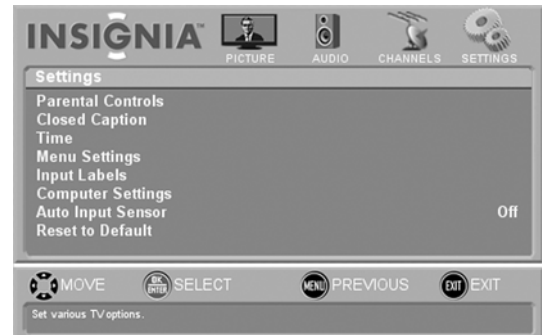 INSIGNIA™
PICTURE AUDIO CHANNELS SETTINGS
Settings
Parental Controls
Closed Caption
Time
Menu Settings
Input Labels
Computer Settings
Auto Input Sensor Off
Reset to Default
MOVE OK ENTER SELECT MENU PREVIOUS EXIT EXIT
Set various TV options.